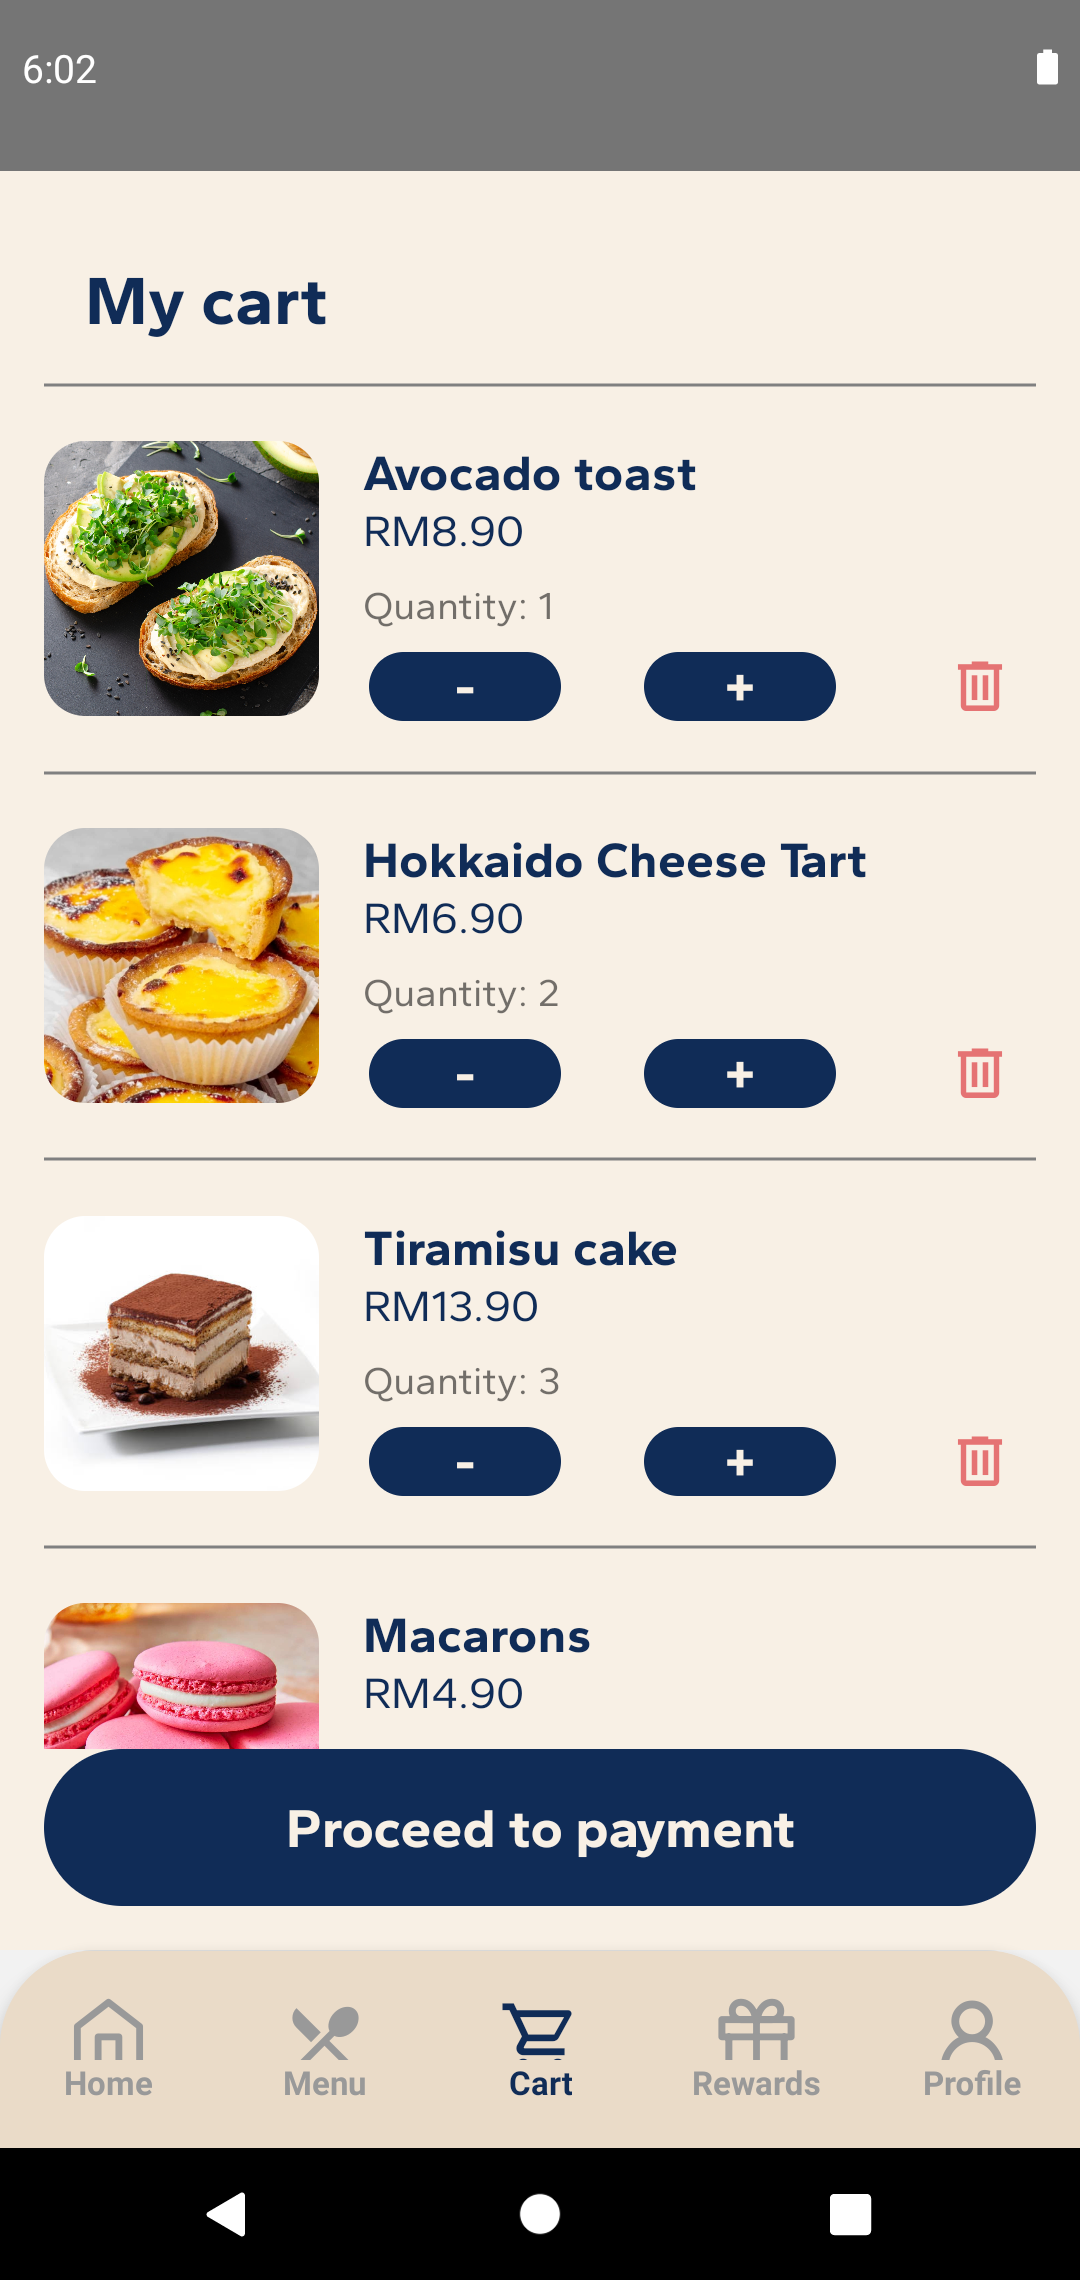 6:02
My cart
Avocado toast
RM8.90
Quantity: 1
- +
Hokkaido Cheese Tart
RM6.90
Quantity: 2
- +
Tiramisu cake
RM13.90
Quantity: 3
- +
Macarons
RM4.90
Proceed to payment
Home Menu Cart Rewards Profile